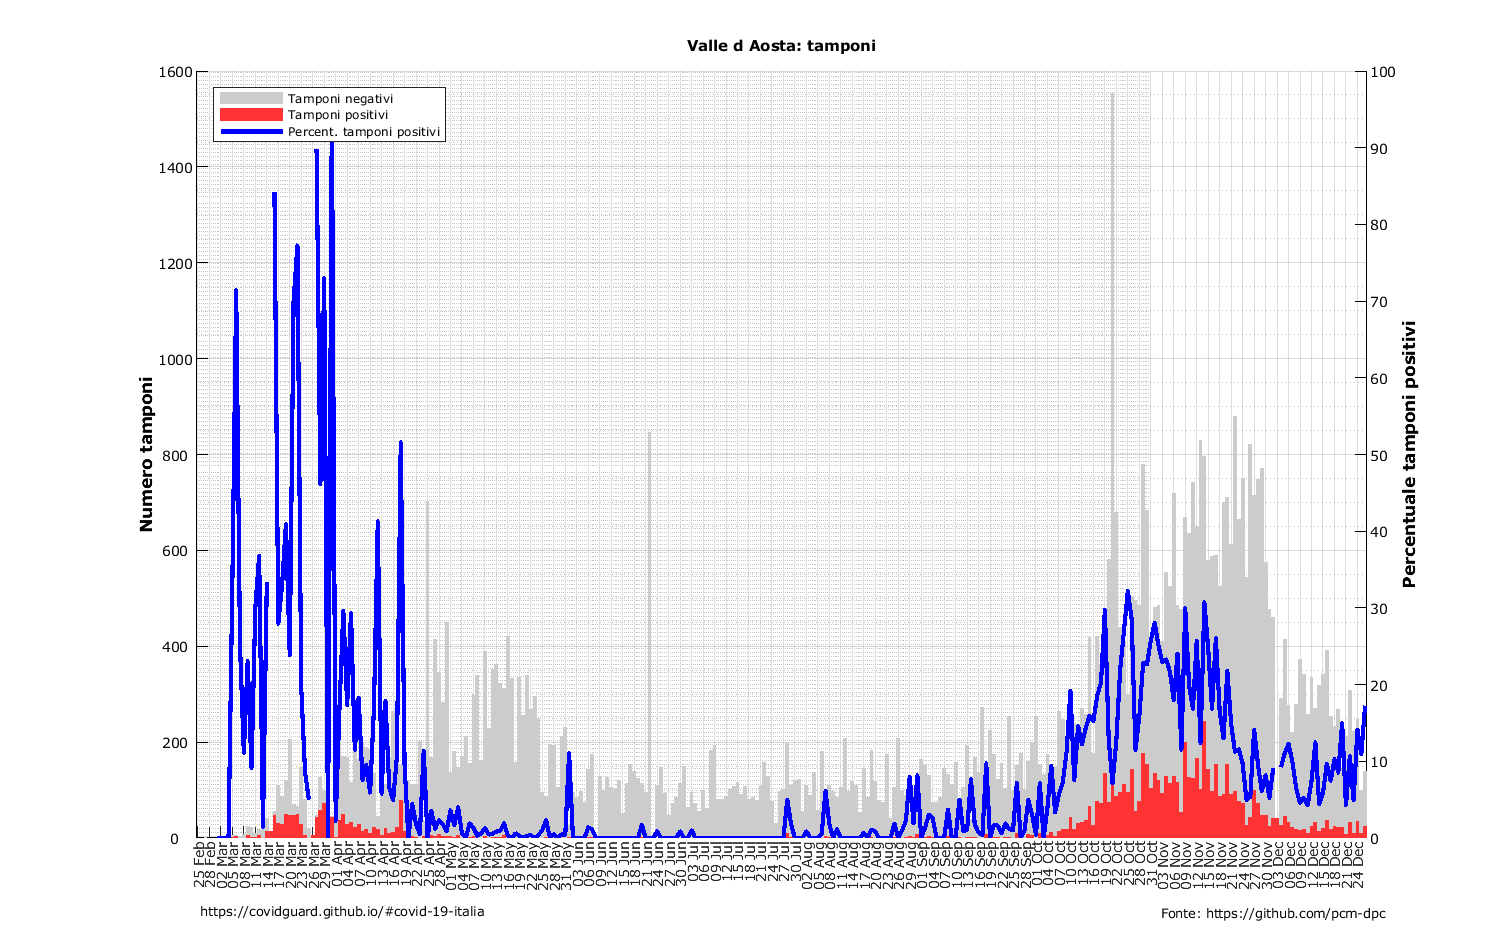 Valle d Aosta: tamponi
Tamponi negativi
Tamponi positivi
Percent. tamponi positivi
Numero tamponi
1600
1400
1200
1000
800
600
400
200
0
100
90
80
70
60
50
40
30
20
10
0
Percentuale tamponi positivi
25 Feb
28 Feb
02 Mar
05 Mar
08 Mar
11 Mar
14 Mar
17 Mar
20 Mar
23 Mar
26 Mar
29 Mar
01 Apr
04 Apr
07 Apr
10 Apr
13 Apr
16 Apr
19 Apr
22 Apr
25 Apr
28 Apr
01 May
04 May
07 May
10 May
13 May
16 May
19 May
22 May
25 May
28 May
31 May
03 Jun
06 Jun
09 Jun
12 Jun
15 Jun
18 Jun
21 Jun
24 Jun
27 Jun
30 Jun
03 Jul
06 Jul
09 Jul
12 Jul
15 Jul
18 Jul
21 Jul
24 Jul
27 Jul
30 Jul
02 Aug
05 Aug
08 Aug
11 Aug
14 Aug
17 Aug
20 Aug
23 Aug
26 Aug
29 Aug
01 Sep
04 Sep
07 Sep
10 Sep
13 Sep
16 Sep
19 Sep
22 Sep
25 Sep
28 Sep
01 Oct
04 Oct
07 Oct
10 Oct
13 Oct
16 Oct
19 Oct
22 Oct
25 Oct
28 Oct
31 Oct
03 Nov
06 Nov
09 Nov
12 Nov
15 Nov
18 Nov
21 Nov
24 Nov
27 Nov
30 Nov
03 Dec
06 Dec
09 Dec
12 Dec
15 Dec
18 Dec
21 Dec
24 Dec
https://covidguard.github.io/#covid-19-italia
Fonte: https://github.com/pcm-dpc